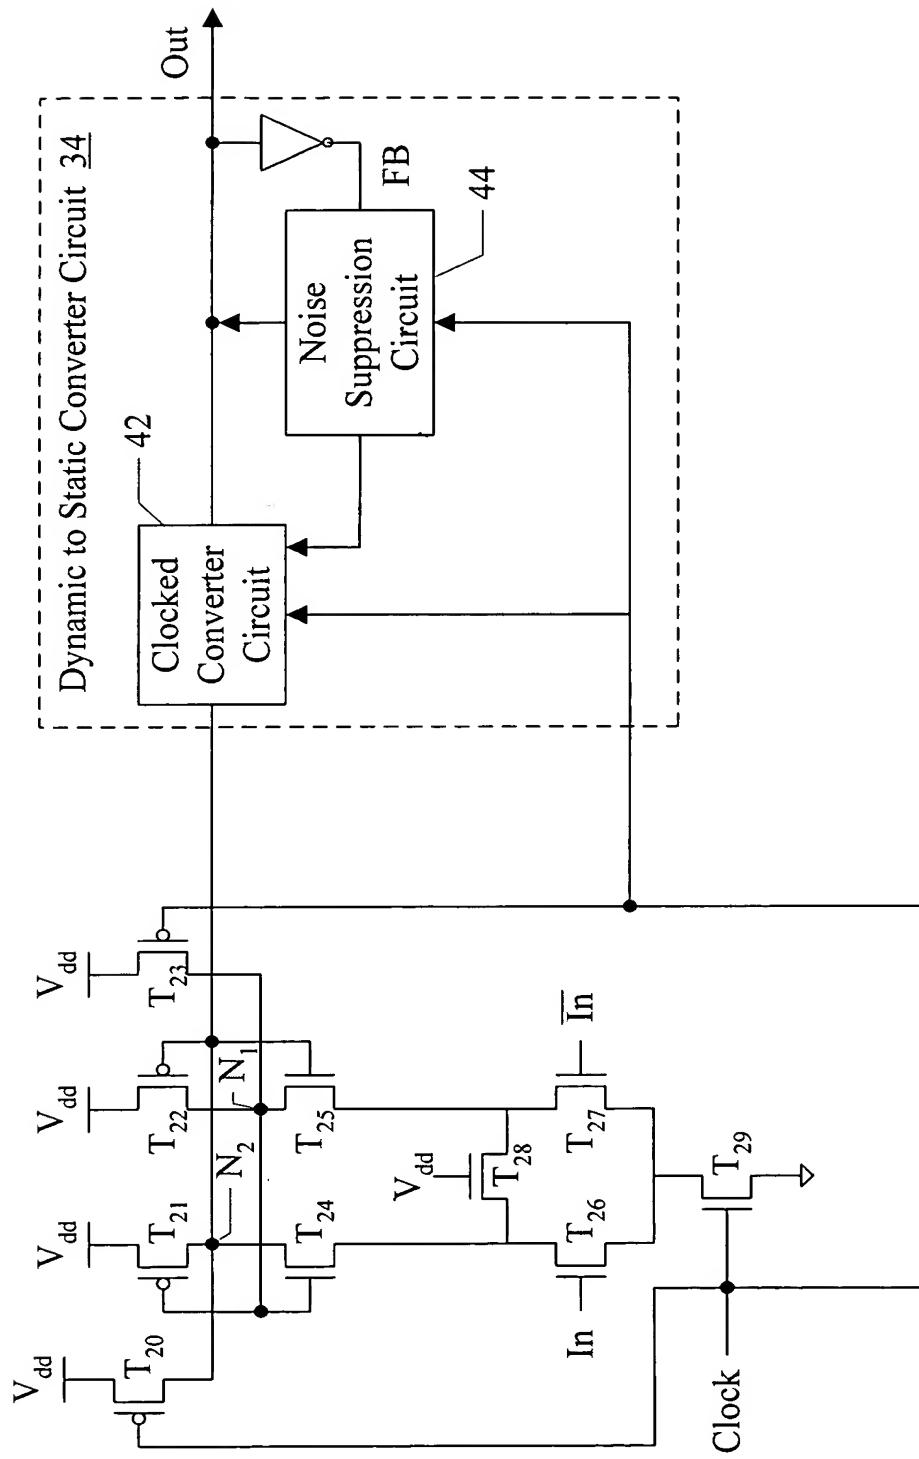 Dynamic to Static Converter Circuit 34
Out
42
Clocked
Converter
Circuit
Noise
Suppression
Circuit
FB
44
Vdd
T20
Vdd
T21
Vdd
T22
Vdd
T23
N2
N1
T24
T25
Vdd
T28
In
T26
T27
In
T29
Clock